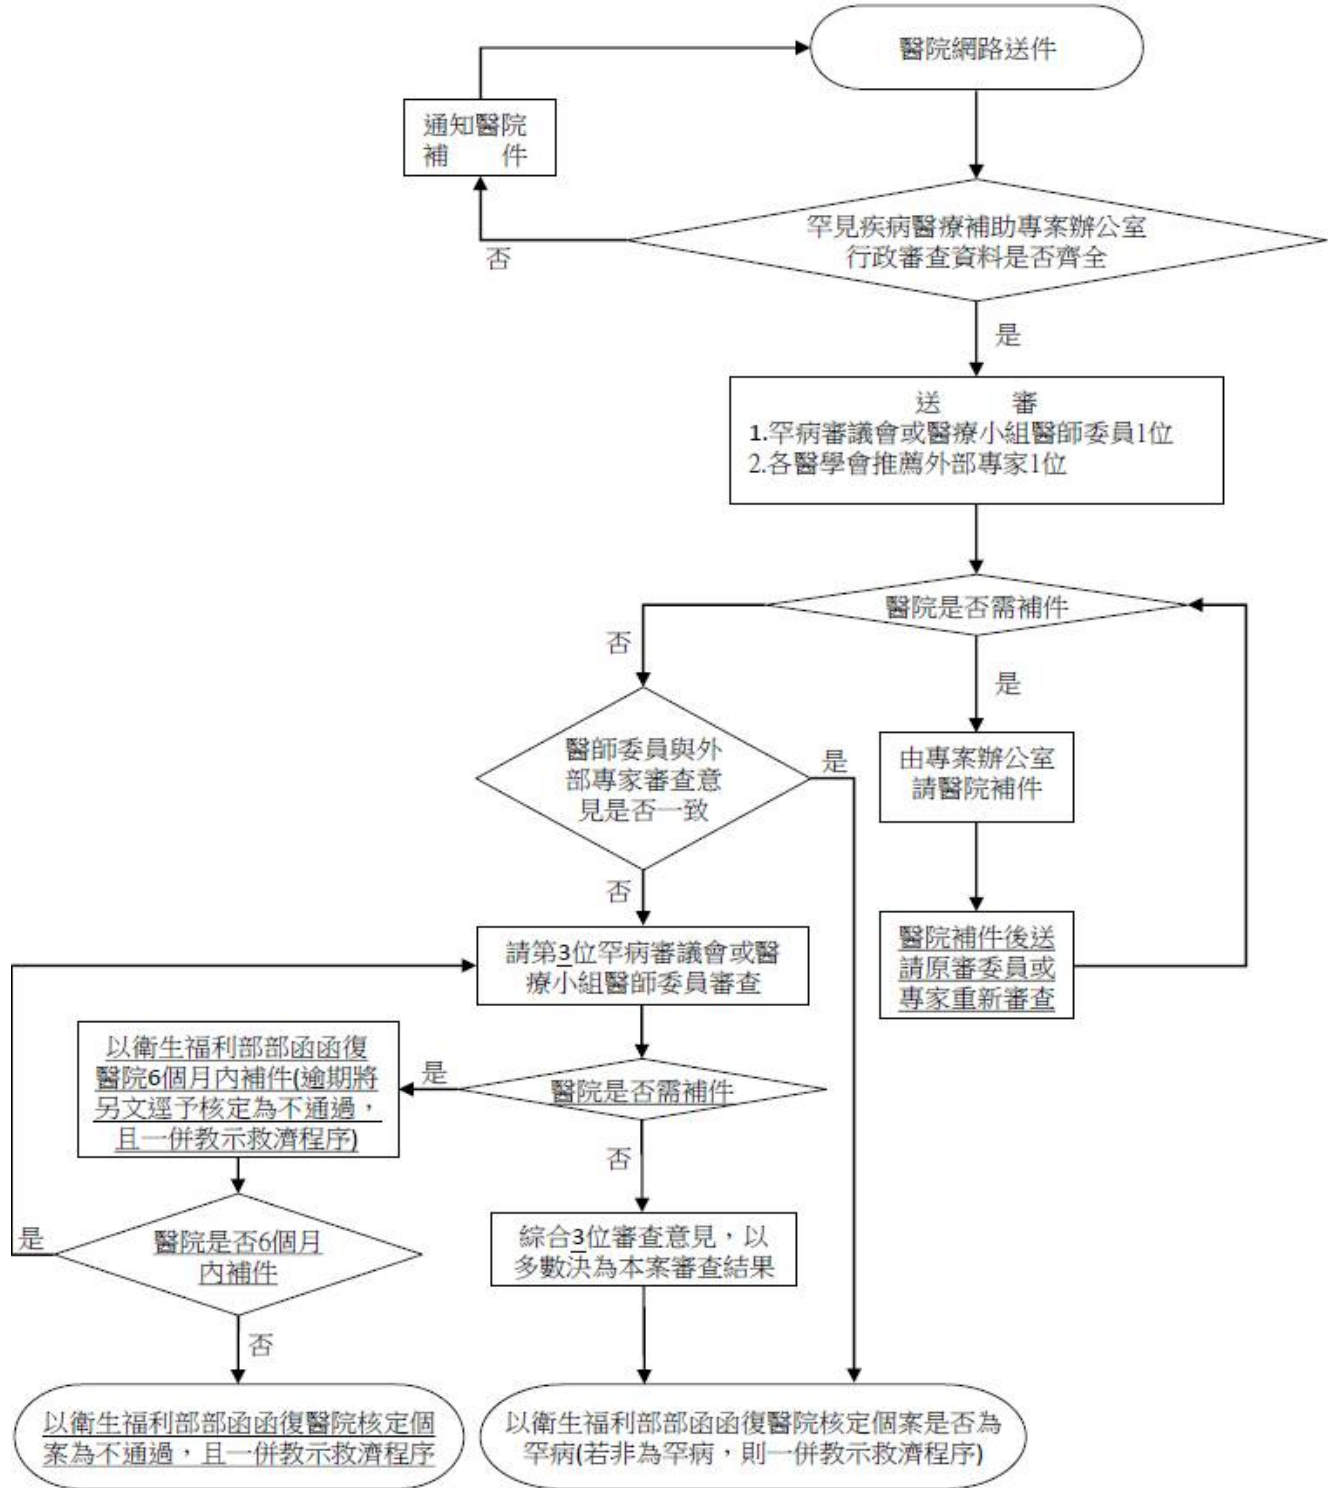 醫院網路送件
通知醫院
補　　件
否
罕見疾病醫療補助專案辦公室
行政審查資料是否齊全
是
送　　　審
1.罕病審議會或醫療小組醫師委員1位
2.各醫學會推薦外部專家1位
醫院是否需補件
否
是
醫師委員與外
部專家審查意
見是否一致
是
由專案辦公室
請醫院補件
否
醫院補件後送
請原審委員或
專家重新審查
請第3位罕病審議會或醫
療小組醫師委員審查
以衛生福利部部函函復
醫院6個月內補件(逾期將
另文逕予核定為不通過，
且一併教示救濟程序)
是
醫院是否需補件
否
是
醫院是否6個月
內補件
綜合3位審查意見，以
多數決為本案審查結果
否
以衛生福利部部函函復醫院核定個
案為不通過，且一併教示救濟程序
以衛生福利部部函函復醫院核定個案是否為
罕病(若非為罕病，則一併教示救濟程序)